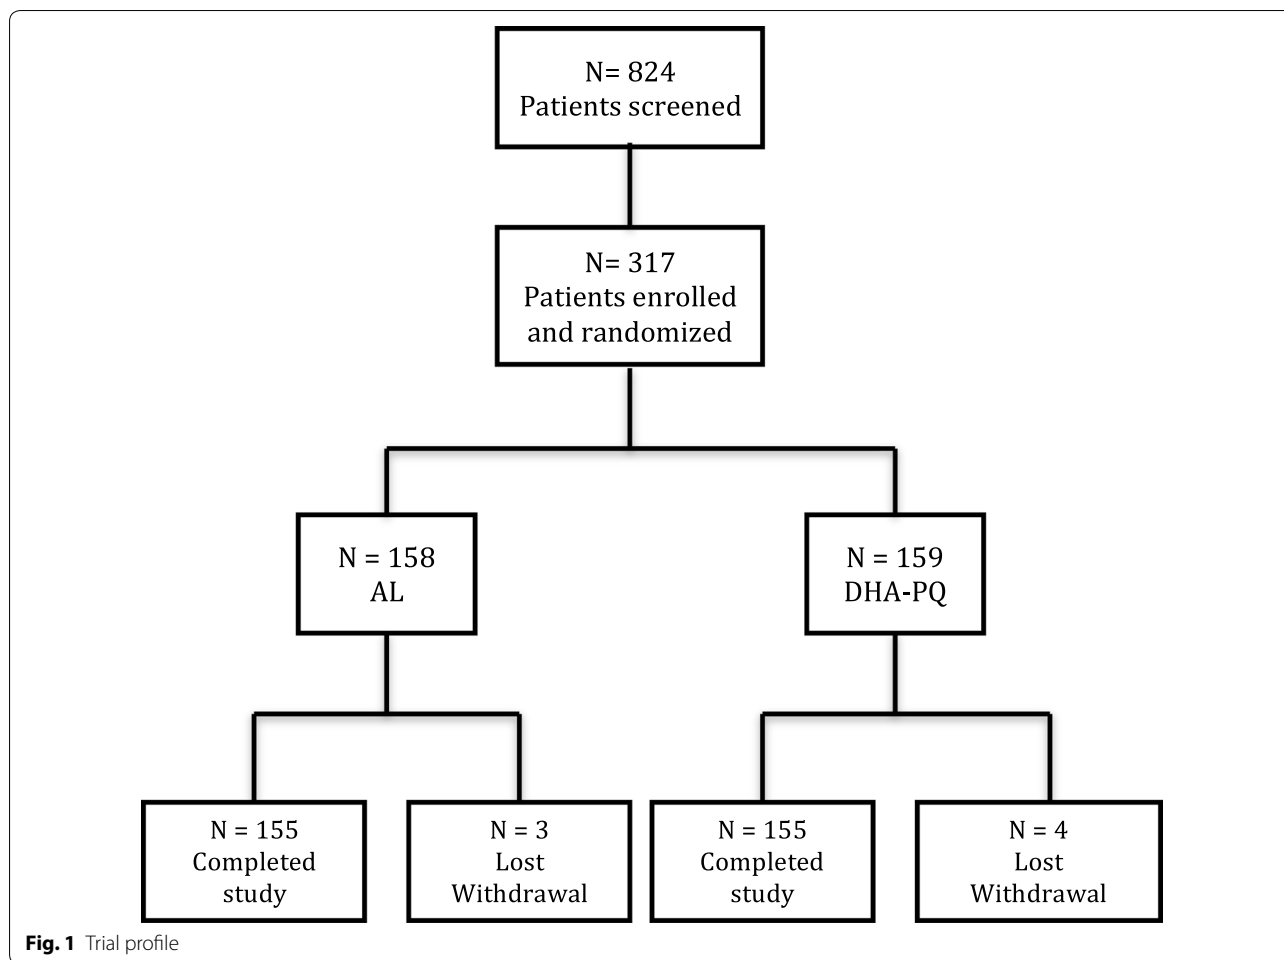 N= 824
Patients screened
N= 317
Patients enrolled
and randomized
N = 158
AL
N = 159
DHA-PQ
N = 155
Completed
study
N = 3
Lost
Withdrawal
N = 155
Completed
study
N = 4
Lost
Withdrawal
Fig. 1 Trial profile